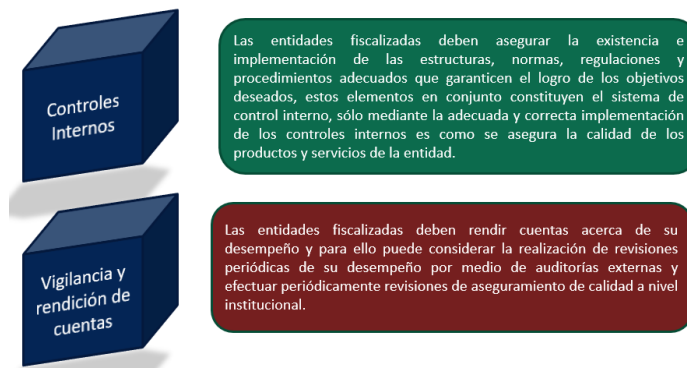 Controles
Internos
Las entidades fiscalizadas deben asegurar la existencia e
implementación de las estructuras, normas, regulaciones y
procedimientos adecuados que garanticen el logro de los objetivos
deseados, estos elementos en conjunto constituyen el sistema de
control interno, sólo mediante la adecuada y correcta implementación
de los controles internos es como se asegura la calidad de los
productos y servicios de la entidad.
Vigilancia y
rendición de
cuentas
Las entidades fiscalizadas deben rendir cuentas acerca de su
desempeño y para ello puede considerar la realización de revisiones
periódicas de su desempeño por medio de auditorías externas y
efectuar periódicamente revisiones de aseguramiento de calidad a nivel
institucional.